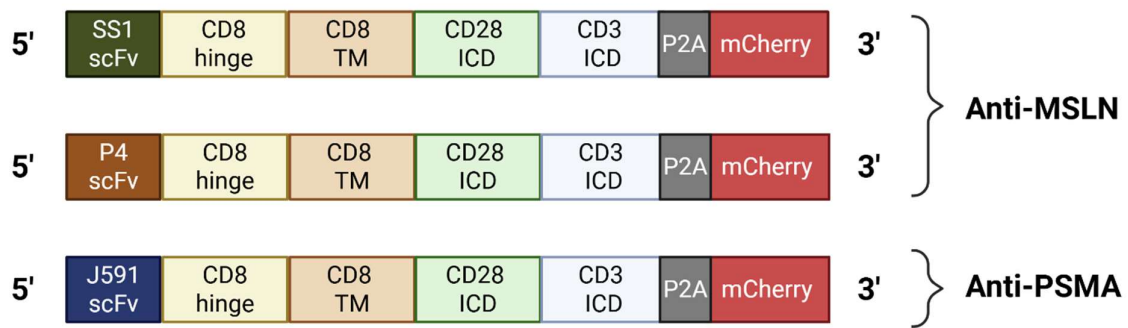 5' SS1 scFv CD8 hinge CD8 TM CD28 ICD CD3 ICD P2A mCherry 3'
Anti-MSLN
5' P4 scFv CD8 hinge CD8 TM CD28 ICD CD3 ICD P2A mCherry 3'
5' J591 scFv CD8 hinge CD8 TM CD28 ICD CD3 ICD P2A mCherry 3'
Anti-PSMA